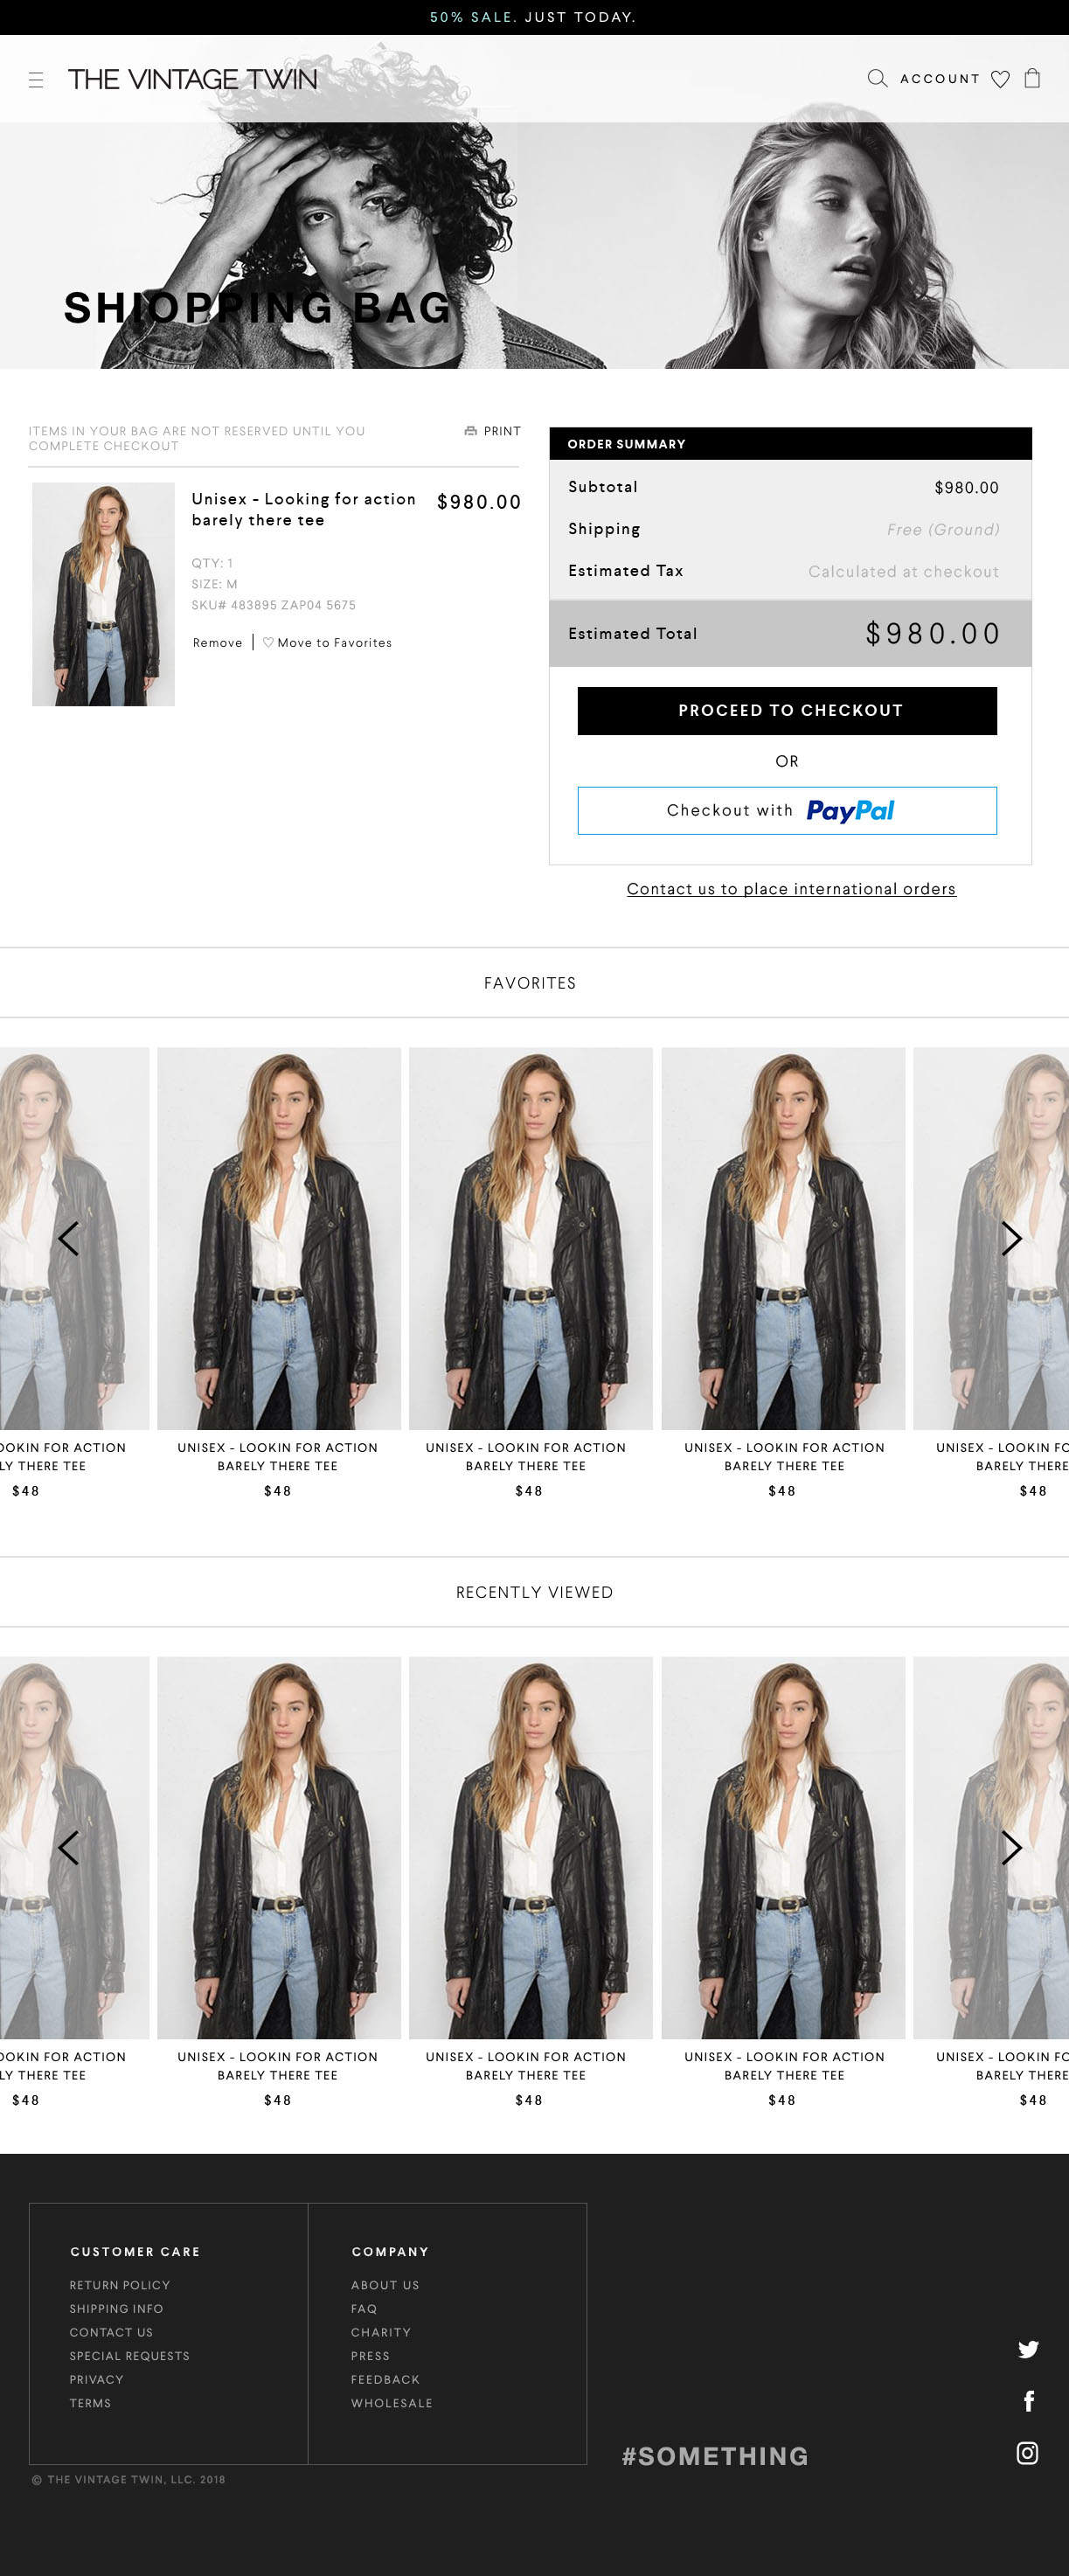 50% SALE. JUST TODAY.
THE VINTAGE TWIN
ACCOUNT
SHIOPPING BAG
ITEMS IN YOUR BAG ARE NOT RESERVED UNTIL YOU
COMPLETE CHECKOUT
PRINT
Unisex - Looking for action
barely there tee
$980.00
QTY: 1
SIZE: M
SKU# 483895 ZAP04 5675
Remove | Move to Favorites
ORDER SUMMARY
Subtotal $980.00
Shipping Free (Ground)
Estimated Tax Calculated at checkout
Estimated Total $980.00
PROCEED TO CHECKOUT
OR
Checkout with PayPal
Contact us to place international orders
FAVORITES
OOKIN FOR ACTION
LY THERE TEE
$48
UNISEX - LOOKIN FOR ACTION
BARELY THERE TEE
$48
UNISEX - LOOKIN FOR ACTION
BARELY THERE TEE
$48
UNISEX - LOOKIN FOR ACTION
BARELY THERE TEE
$48
UNISEX - LOOKIN FO
BARELY THERE
$48
RECENTLY VIEWED
OOKIN FOR ACTION
LY THERE TEE
$48
UNISEX - LOOKIN FOR ACTION
BARELY THERE TEE
$48
UNISEX - LOOKIN FOR ACTION
BARELY THERE TEE
$48
UNISEX - LOOKIN FOR ACTION
BARELY THERE TEE
$48
UNISEX - LOOKIN FO
BARELY THERE
$48
CUSTOMER CARE
RETURN POLICY
SHIPPING INFO
CONTACT US
SPECIAL REQUESTS
PRIVACY
TERMS
COMPANY
ABOUT US
FAQ
CHARITY
PRESS
FEEDBACK
WHOLESALE
#SOMETHING
© THE VINTAGE TWIN, LLC. 2018